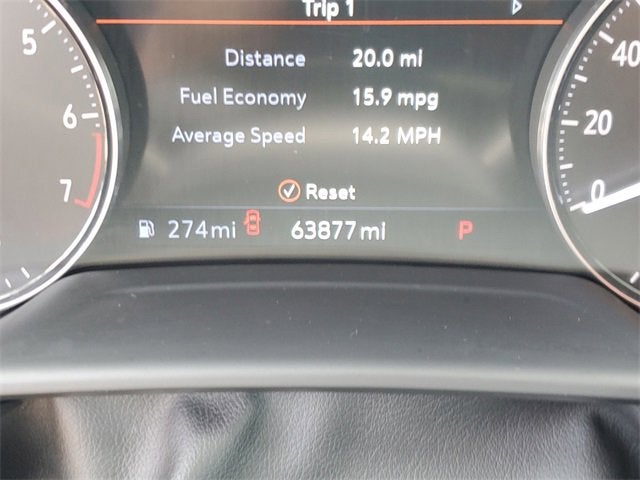 Trip 1
Distance 20.0 mi
Fuel Economy 15.9 mpg
Average Speed 14.2 MPH
Reset
274mi 63877mi P
5
6
7
40
20
0